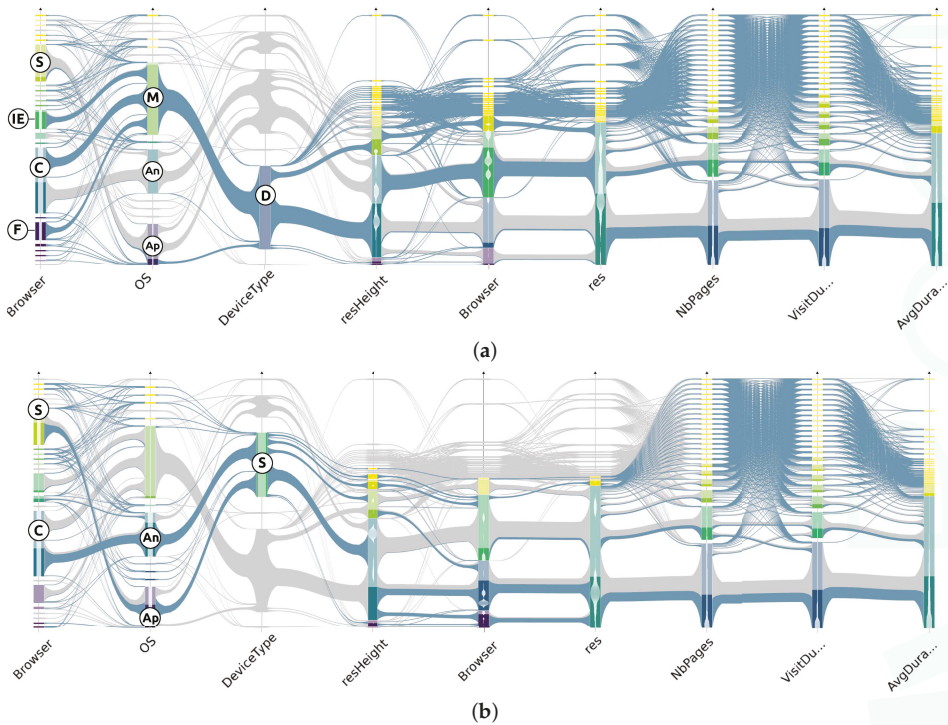 S
M
IE
C
An
D
F
Ap
Browser
OS
DeviceType
resHeight
Browser
res
NbPages
VisitDu...
AvgDura...
(a)
S
S
C
An
Ap
Browser
OS
DeviceType
resHeight
Browser
res
NbPages
VisitDu...
AvgDura...
(b)